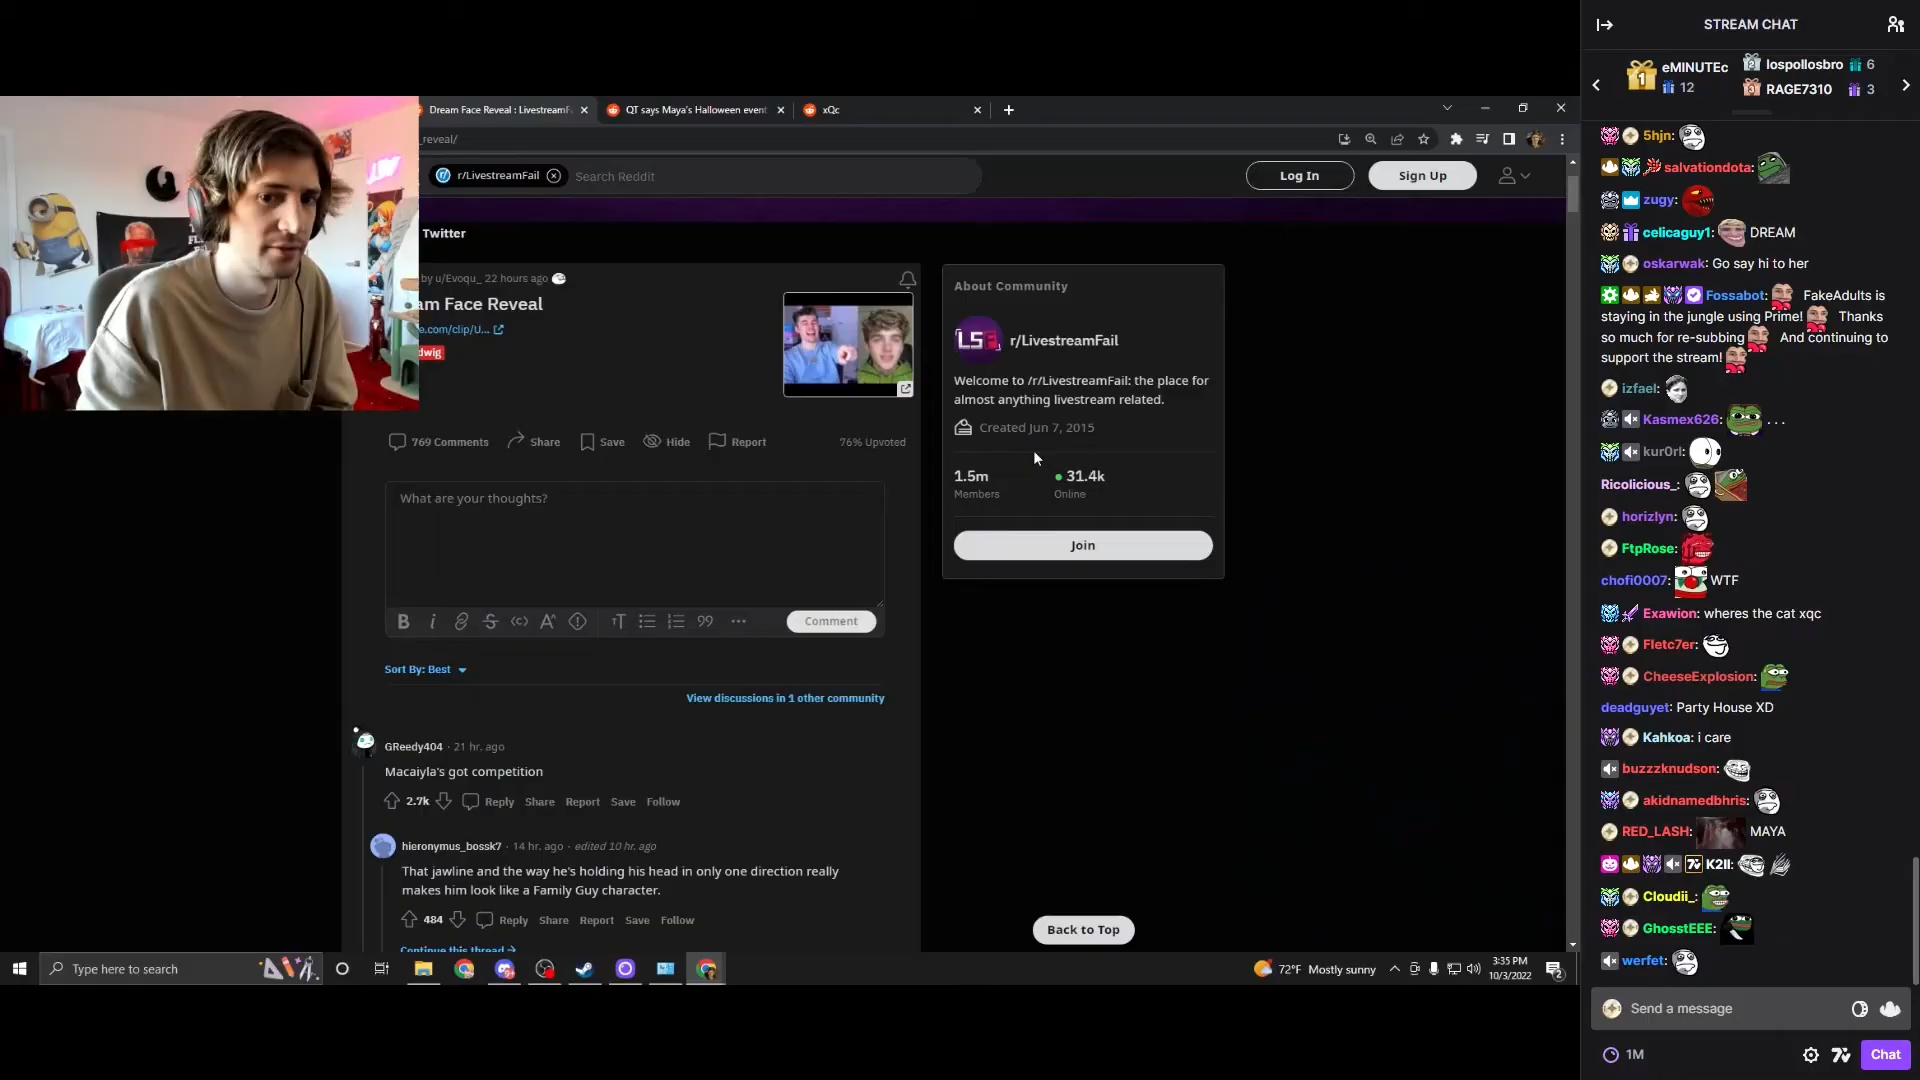 Dream Face Reveal : LivestreamF
QT says Maya's Halloween event
xQc
_reveal/
r/LivestreamFail
Search Reddit
Log In
Sign Up
Twitter
by u/Evoqu_ 22 hours ago
am Face Reveal
e.com/clip/U...
dwig
769 Comments
Share
Save
Hide
Report
76% Upvoted
What are your thoughts?
Comment
Sort By: Best
View discussions in 1 other community
GReedy404 · 21 hr. ago
Macaiyla's got competition
2.7k
Reply
Share
Report
Save
Follow
hieronymus_bossk7 · 14 hr. ago · edited 10 hr. ago
That jawline and the way he's holding his head in only one direction really
makes him look like a Family Guy character.
484
Reply
Share
Report
Save
Follow
Continue this thread
About Community
LSF
r/LivestreamFail
Welcome to /r/LivestreamFail: the place for
almost anything livestream related.
Created Jun 7, 2015
1.5m
Members
31.4k
Online
Join
Back to Top
Type here to search
72°F Mostly sunny
3:35 PM
10/3/2022
2
STREAM CHAT
1
eMINUTEc
12
2
lospollosbro 6
3
RAGE7310 3
5hjn:
salvationdota:
zugy:
celicaguy1: DREAM
oskarwak: Go say hi to her
Fossabot: FakeAdults is
staying in the jungle using Prime! Thanks
so much for re-subbing And continuing to
support the stream!
izfael:
Kasmex626: . . .
kur0rl:
Ricolicious_:
horizlyn:
FtpRose:
chofi0007: WTF
Exawion: wheres the cat xqc
Fletc7er:
CheeseExplosion:
deadguyet: Party House XD
Kahkoa: i care
buzzzknudson:
akidnamedbhris:
RED_LASH: MAYA
K2II:
Cloudii_:
GhosstEEE:
werfet:
Send a message
1M
Chat